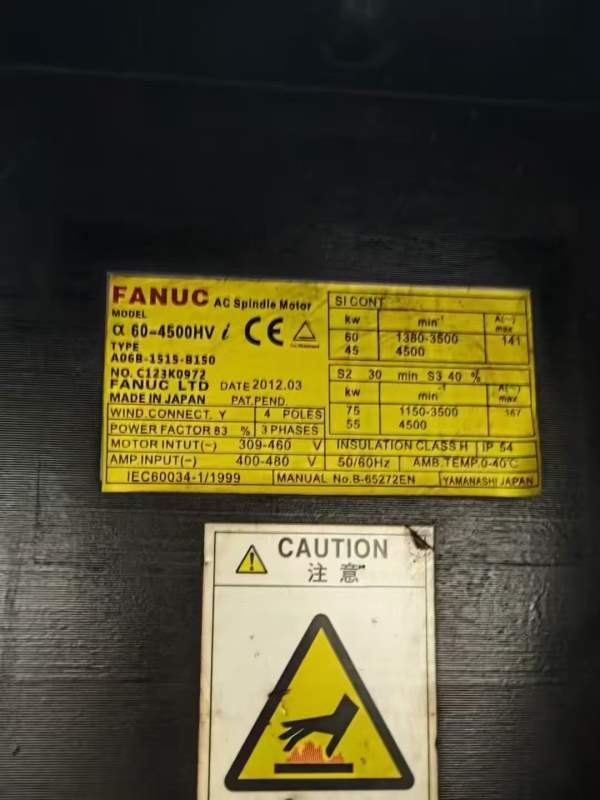 FANUC AC Spindle Motor
MODEL
α 60-4500HV i CE
TYPE
A06B-1515-B150
NO. C123K0972
FANUC LTD DATE 2012.03
MADE IN JAPAN PAT.PEND.
WIND.CONNECT. Y 4 POLES
POWER FACTOR 83 % 3 PHASES
SI CONT
kw min⁻¹ A(~) max
60 1380-3500 141
45 4500
S2 30 min S3 40 %
kw min⁻¹ A(~) max
75 1150-3500 167
55 4500
MOTOR INTUT(~) 309-460 V INSULATION CLASS H IP 54
AMP INPUT(~) 400-480 V 50/60Hz AMB.TEMP.0-40℃
IEC60034-1/1999 MANUAL No.B-65272EN YAMANASHI JAPAN
CAUTION
注 意